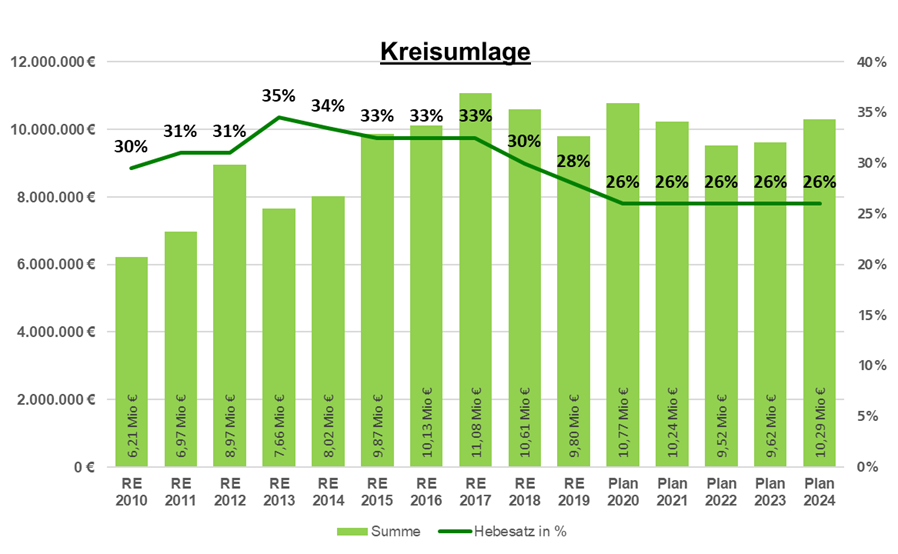 Kreisumlage
12.000.000 €
10.000.000 €
8.000.000 €
6.000.000 €
4.000.000 €
2.000.000 €
0 €
40%
35%
30%
25%
20%
15%
10%
5%
0%
30%
31%
31%
35%
34%
33%
33%
33%
30%
28%
26%
26%
26%
26%
26%
6,21 Mio €
6,97 Mio €
8,97 Mio €
7,66 Mio €
8,02 Mio €
9,87 Mio €
10,13 Mio €
11,08 Mio €
10,61 Mio €
9,80 Mio €
10,77 Mio €
10,24 Mio €
9,52 Mio €
9,62 Mio €
10,29 Mio €
RE
2010
RE
2011
RE
2012
RE
2013
RE
2014
RE
2015
RE
2016
RE
2017
RE
2018
RE
2019
Plan
2020
Plan
2021
Plan
2022
Plan
2023
Plan
2024
Summe
Hebesatz in %